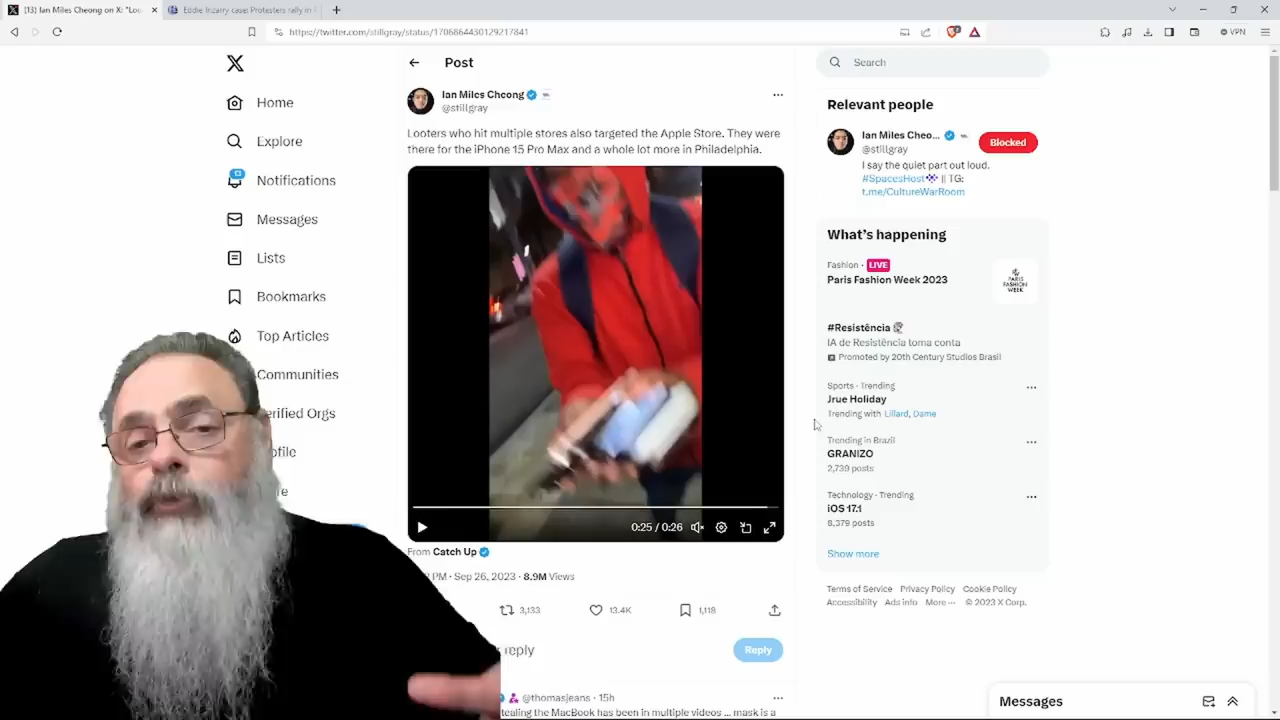 [13] Ian Miles Cheong on X: "Loo
Eddie Irizarry case: Protesters rally in
https://twitter.com/stillgray/status/1706864430129217841
VPN
Home
Explore
13
Notifications
Messages
Lists
Bookmarks
Top Articles
Communities
erified Orgs
ofile
re
Post
Ian Miles Cheong
@stillgray
Looters who hit multiple stores also targeted the Apple Store. They were
there for the iPhone 15 Pro Max and a whole lot more in Philadelphia.
0:25 / 0:26
From Catch Up
PM · Sep 26, 2023 · 8.9M Views
3,133
13.4K
1,118
reply
Reply
@thomasjeans · 15h
tealing the MacBook has been in multiple videos ... mask is a
Search
Relevant people
Ian Miles Cheo...
@stillgray
Blocked
I say the quiet part out loud.
#SpacesHost || TG:
t.me/CultureWarRoom
What's happening
Fashion · LIVE
Paris Fashion Week 2023
PARIS
FASHION
WEEK
#Resistência
IA de Resistência toma conta
Promoted by 20th Century Studios Brasil
Sports · Trending
Jrue Holiday
Trending with Lillard, Dame
Trending in Brazil
GRANIZO
2,739 posts
Technology · Trending
iOS 17.1
8,379 posts
Show more
Terms of Service Privacy Policy Cookie Policy
Accessibility Ads info More ··· © 2023 X Corp.
Messages